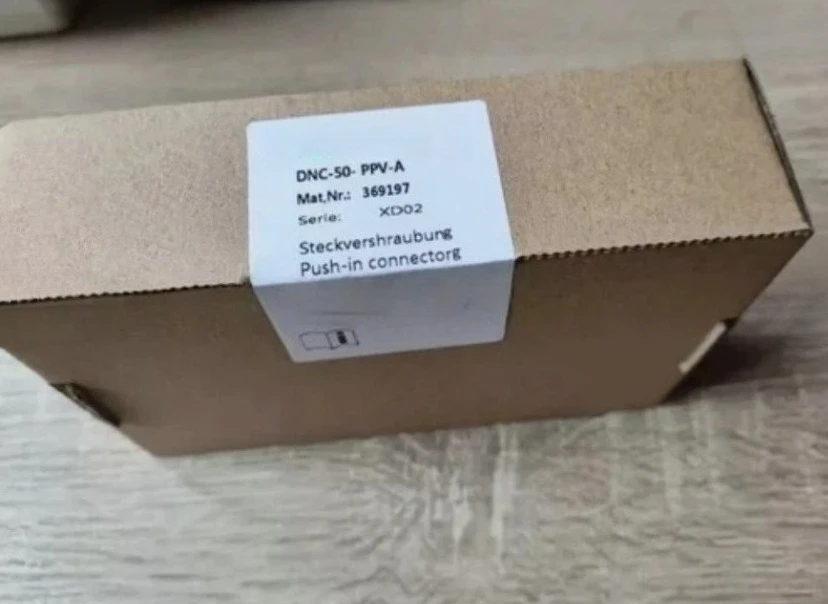 DNC-50- PPV-A
Mat.Nr.: 369197
Serie: XD02
Steckvershraubung
Push-in connectorg